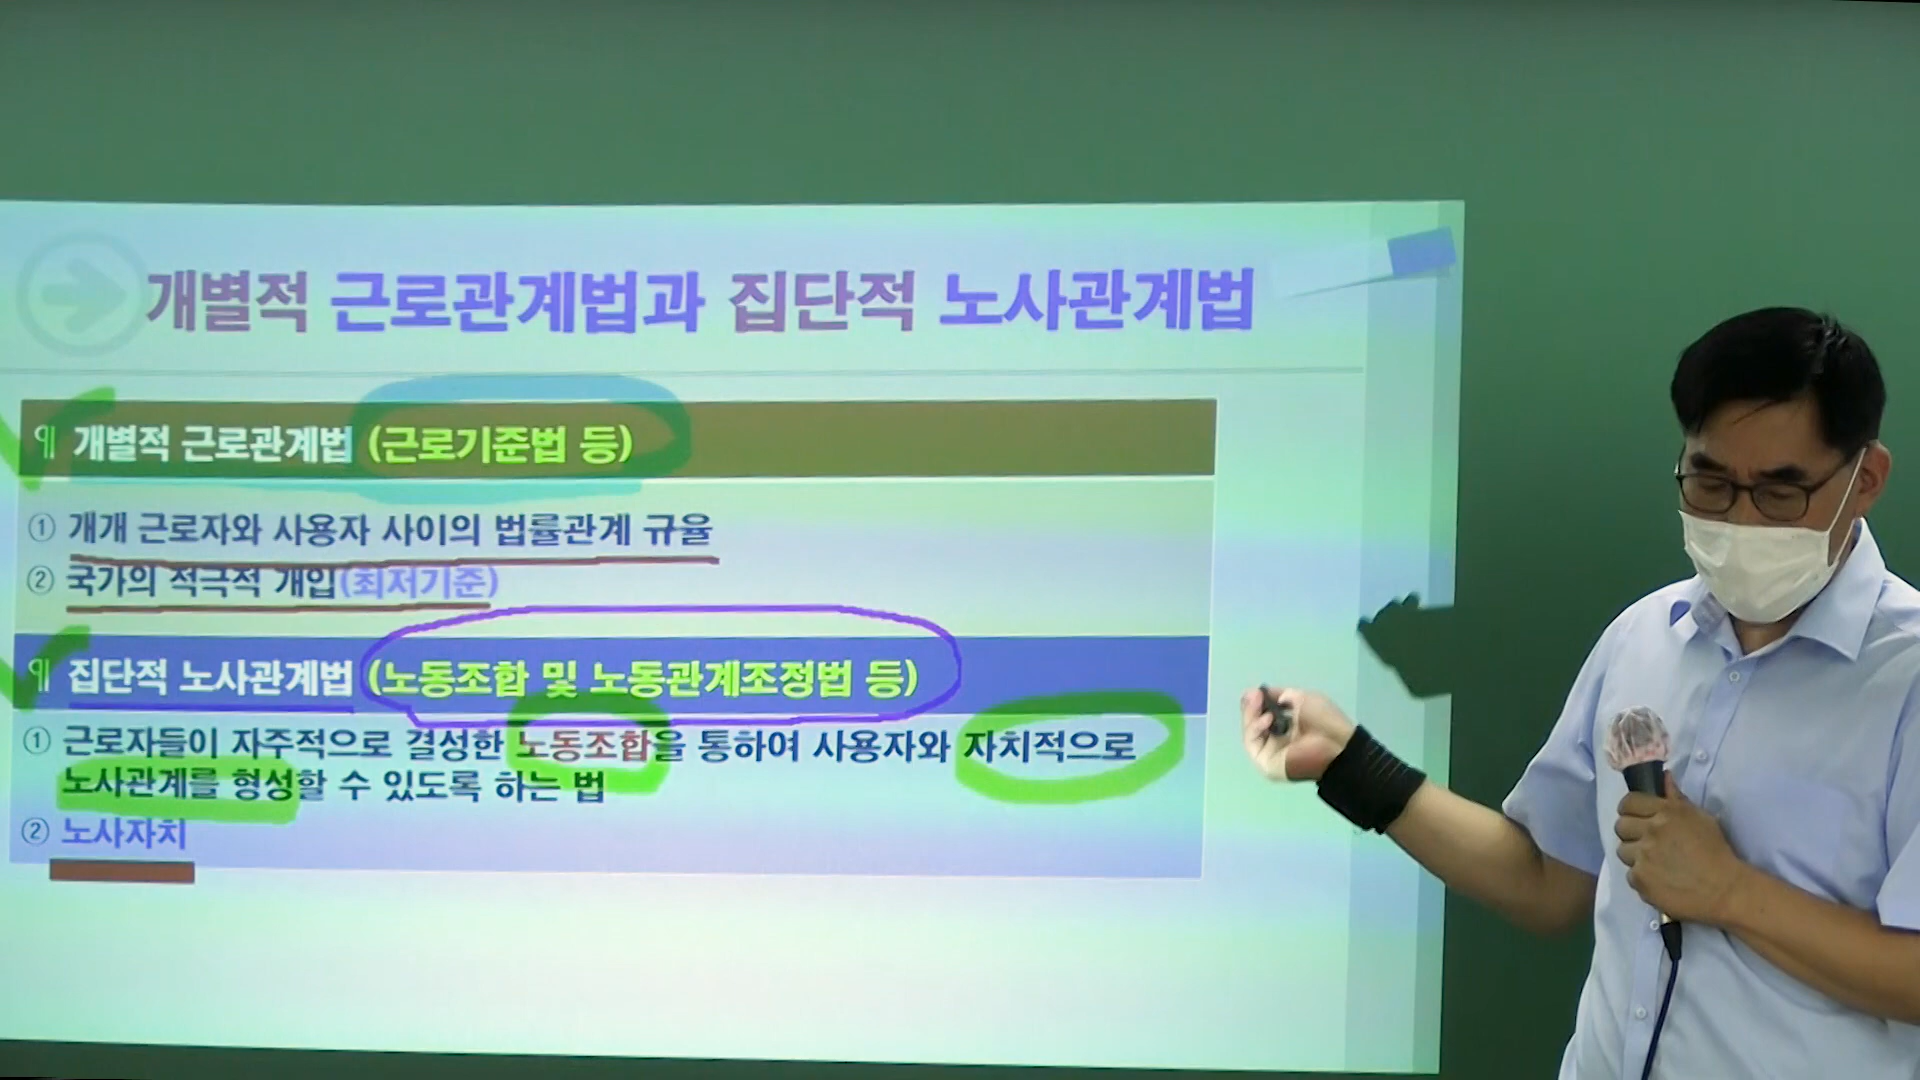 개별적 근로관계법과 집단적 노사관계법
¶ 개별적 근로관계법 (근로기준법 등)
① 개개 근로자와 사용자 사이의 법률관계 규율
② 국가의 적극적 개입(최저기준)
¶ 집단적 노사관계법 (노동조합 및 노동관계조정법 등)
① 근로자들이 자주적으로 결성한 노동조합을 통하여 사용자와 자치적으로
노사관계를 형성할 수 있도록 하는 법
② 노사자치